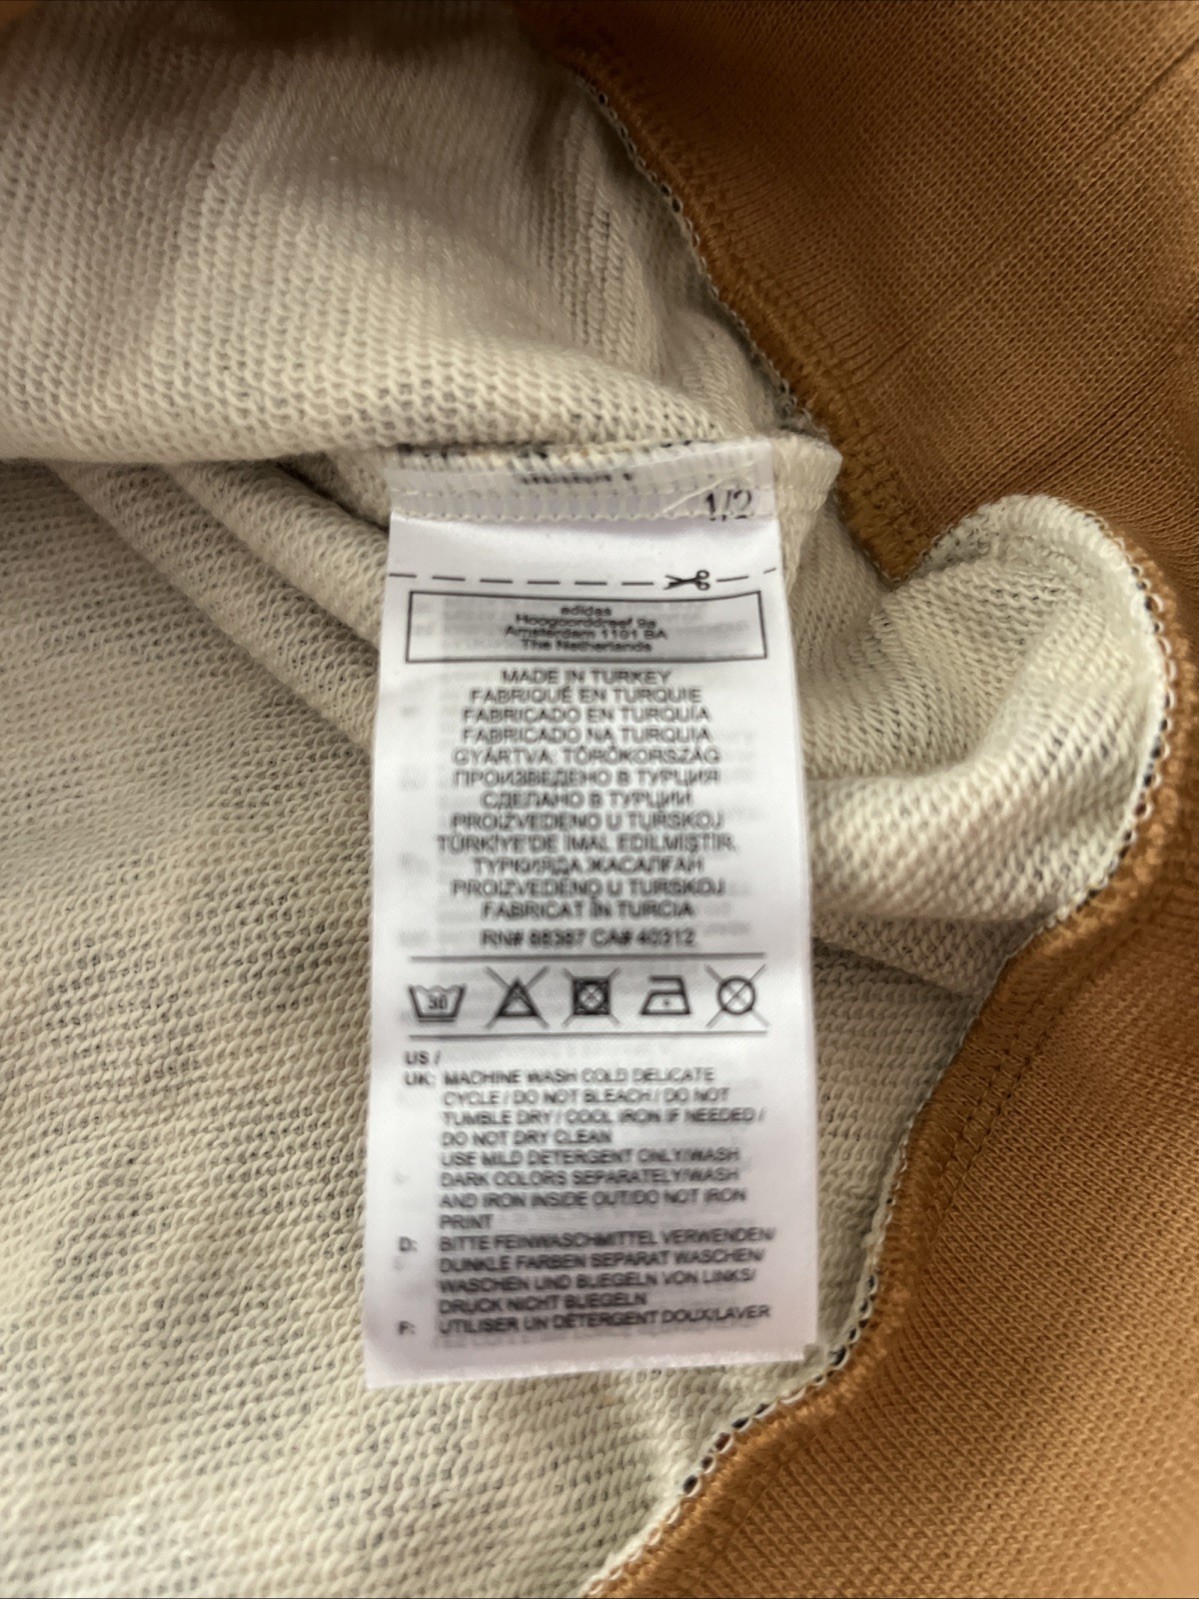 1/2
adidas
Hoogoorddreef 9a
Amsterdam 1101 BA
The Netherlands
MADE IN TURKEY
FABRIQUÉ EN TURQUIE
FABRICADO EN TURQUÍA
FABRICADO NA TURQUIA
GYÁRTVA: TÖRÖKORSZÁG
ПРОИЗВЕДЕНО В ТУРЦИЯ
СДЕЛАНО В ТУРЦИИ
PROIZVEDENO U TURSKOJ
TÜRKİYE'DE İMAL EDİLMİŞTİR.
ТҮРКИЯДА ЖАСАЛҒАН
PROIZVEDENO U TURSKOJ
FABRICAT ÎN TURCIA
RN# 88387 CA# 40312
30
US /
UK: MACHINE WASH COLD DELICATE
CYCLE / DO NOT BLEACH / DO NOT
TUMBLE DRY / COOL IRON IF NEEDED /
DO NOT DRY CLEAN
USE MILD DETERGENT ONLY/WASH
DARK COLORS SEPARATELY/WASH
AND IRON INSIDE OUT/DO NOT IRON
PRINT
D: BITTE FEINWASCHMITTEL VERWENDEN/
DUNKLE FARBEN SEPARAT WASCHEN/
WASCHEN UND BUEGELN VON LINKS/
DRUCK NICHT BUEGELN
F: UTILISER UN DÉTERGENT DOUX/LAVER